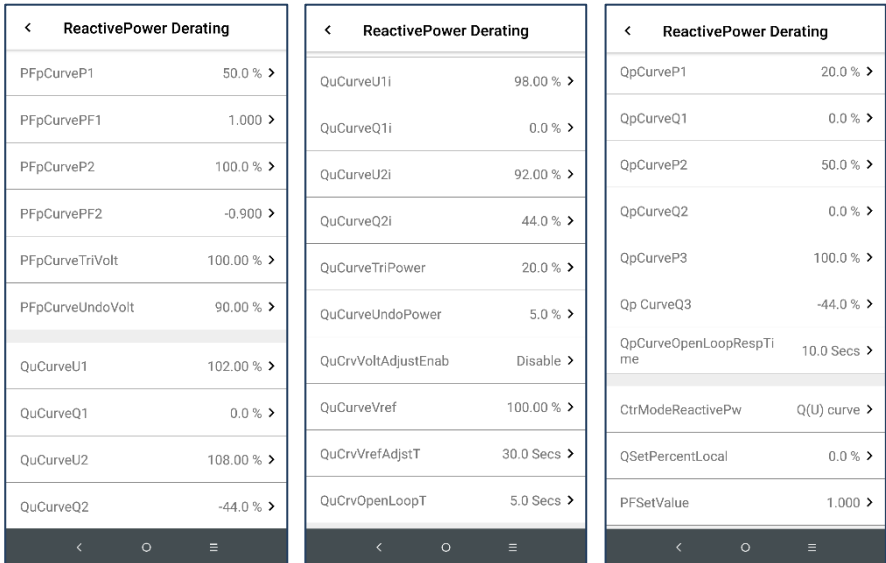 ReactivePower Derating
PFpCurveP1 50.0 %
PFpCurvePF1 1.000
PFpCurveP2 100.0 %
PFpCurvePF2 -0.900
PFpCurveTriVolt 100.00 %
PFpCurveUndoVolt 90.00 %
QuCurveU1 102.00 %
QuCurveQ1 0.0 %
QuCurveU2 108.00 %
QuCurveQ2 -44.0 %
ReactivePower Derating
QuCurveU1i 98.00 %
QuCurveQ1i 0.0 %
QuCurveU2i 92.00 %
QuCurveQ2i 44.0 %
QuCurveTriPower 20.0 %
QuCurveUndoPower 5.0 %
QuCrvVoltAdjustEnab Disable
QuCurveVref 100.00 %
QuCrvVrefAdjstT 30.0 Secs
QuCrvOpenLoopT 5.0 Secs
ReactivePower Derating
QpCurveP1 20.0 %
QpCurveQ1 0.0 %
QpCurveP2 50.0 %
QpCurveQ2 0.0 %
QpCurveP3 100.0 %
Qp CurveQ3 -44.0 %
QpCurveOpenLoopRespTi
me 10.0 Secs
CtrModeReactivePw Q(U) curve
QSetPercentLocal 0.0 %
PFSetValue 1.000